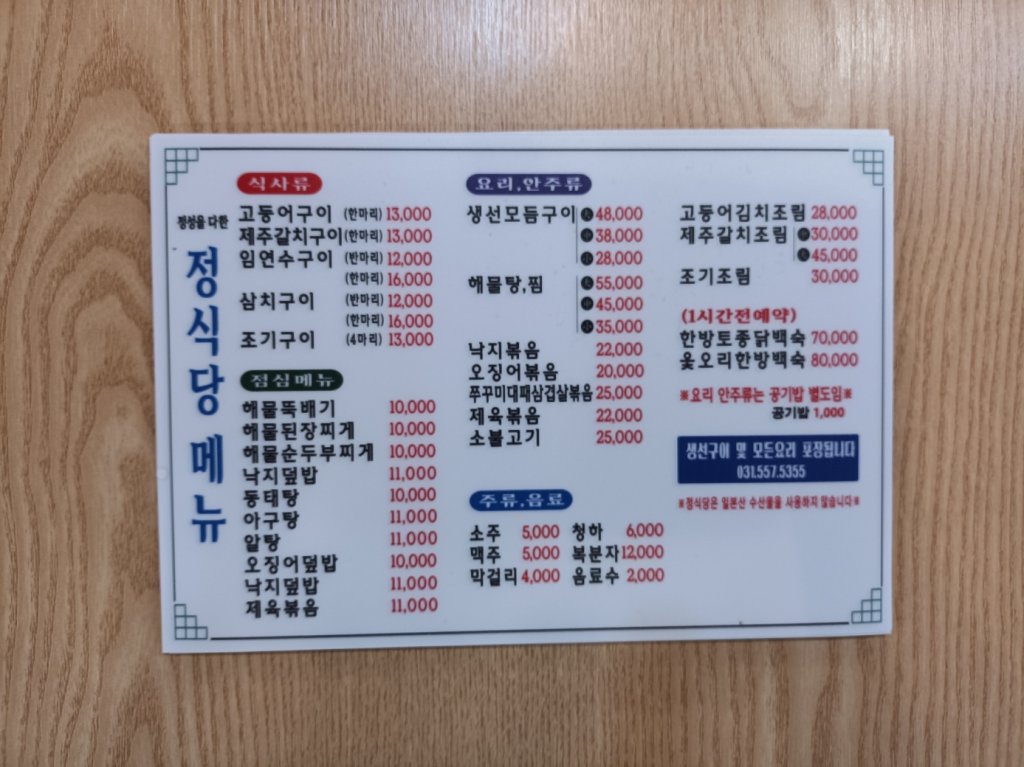 정성을 다한
정식당 메뉴
식사류
고등어구이 (한마리) 13,000
제주갈치구이 (한마리) 13,000
임연수구이 (반마리) 12,000
(한마리) 16,000
삼치구이 (반마리) 12,000
(한마리) 16,000
조기구이 (4마리) 13,000
점심메뉴
해물뚝배기 10,000
해물된장찌게 10,000
해물순두부찌게 10,000
낙지덮밥 11,000
동태탕 10,000
아구탕 11,000
알탕 11,000
오징어덮밥 10,000
낙지덮밥 11,000
제육볶음 11,000
요리,안주류
생선모듬구이 大 48,000
中 38,000
小 28,000
해물탕,찜 大 55,000
中 45,000
小 35,000
낙지볶음 22,000
오징어볶음 20,000
쭈꾸미대패삼겹살볶음 25,000
제육볶음 22,000
소불고기 25,000
주류,음료
소주 5,000 청하 6,000
맥주 5,000 복분자 12,000
막걸리 4,000 음료수 2,000
고등어김치조림 28,000
제주갈치조림 小 30,000
大 45,000
조기조림 30,000
(1시간전예약)
한방토종닭백숙 70,000
옻오리한방백숙 80,000
※요리 안주류는 공기밥 별도임※
공기밥 1,000
생선구이 및 모든요리 포장됩니다
031.557.5355
※정식당은 일본산 수산물을 사용하지 않습니다※